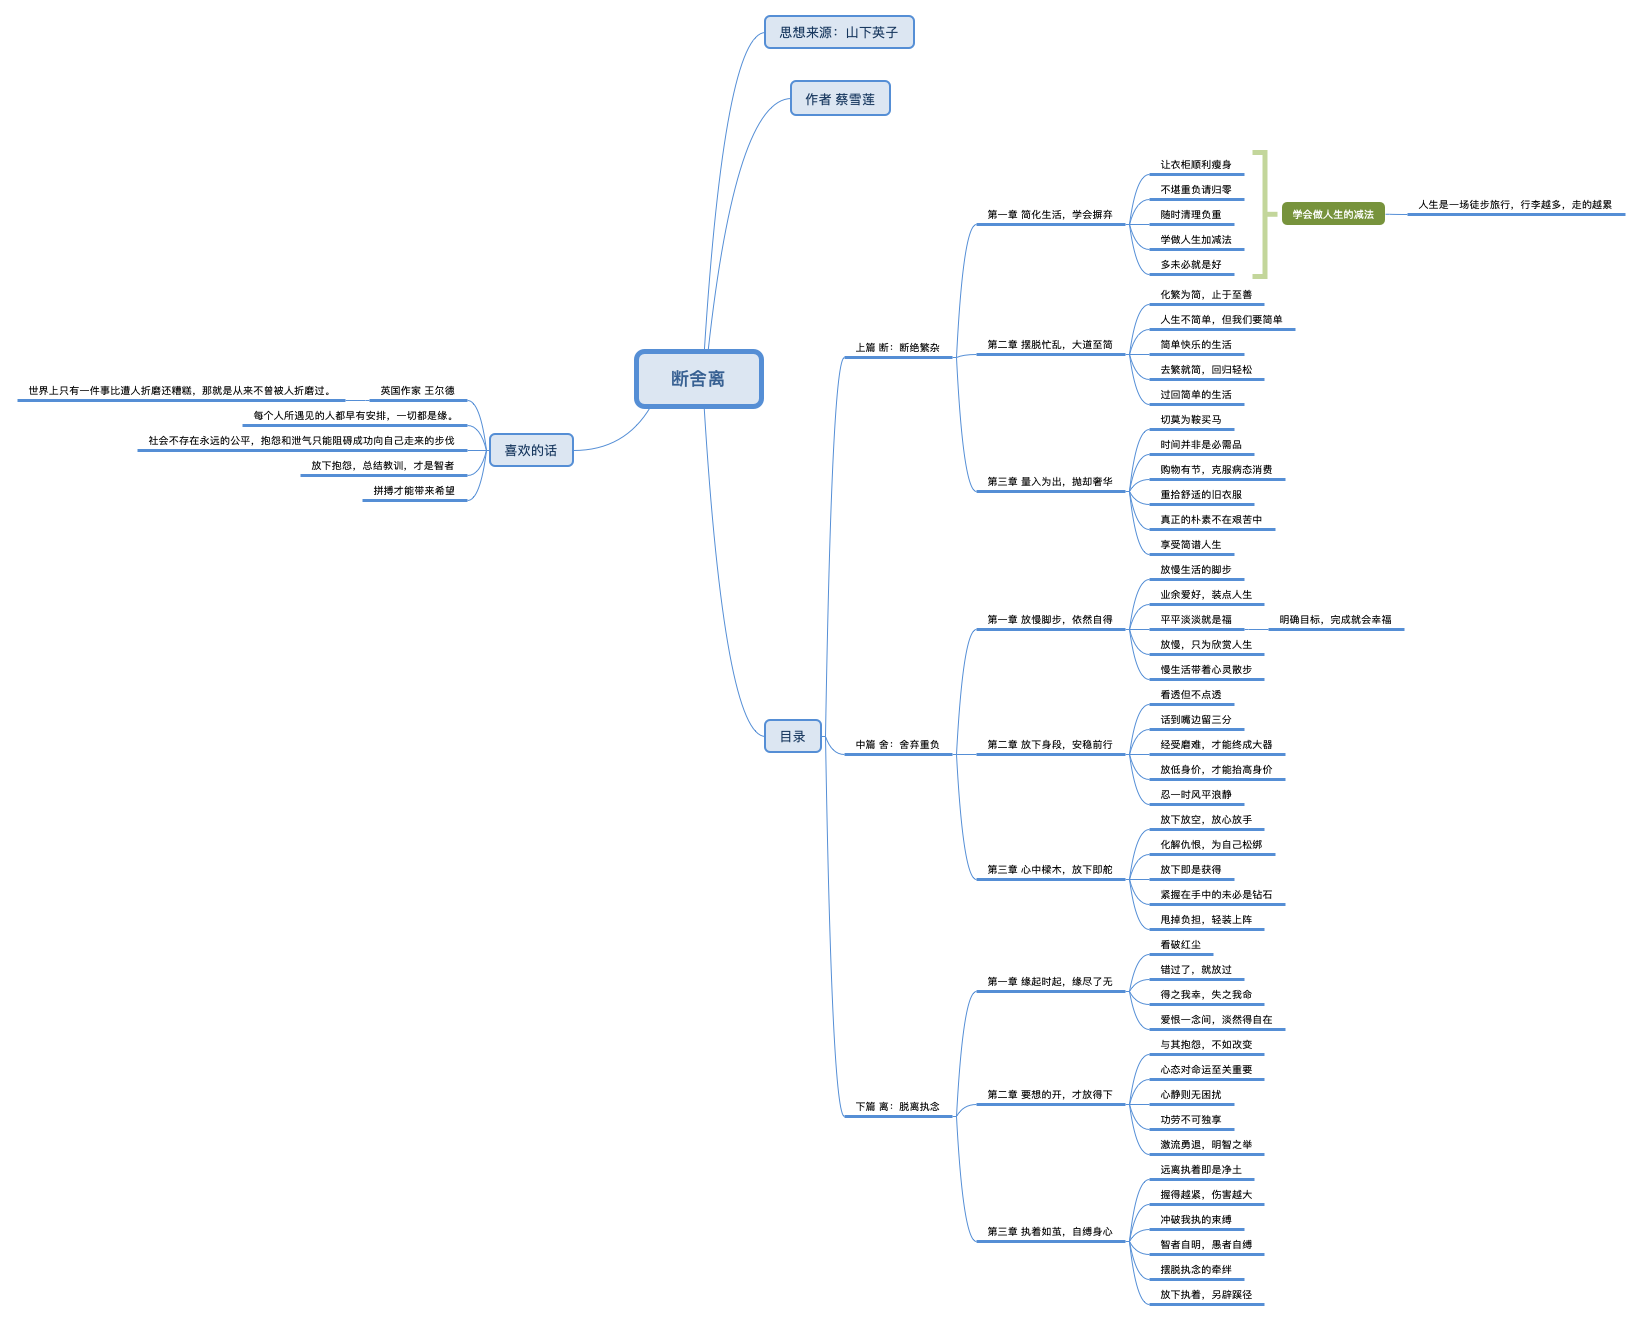 思想来源：山下英子
作者 蔡雪莲
断舍离
喜欢的话
英国作家 王尔德
世界上只有一件事比遭人折磨还糟糕，那就是从来不曾被人折磨过。
每个人所遇见的人都早有安排，一切都是缘。
社会不存在永远的公平，抱怨和泄气只能阻碍成功向自己走来的步伐
放下抱怨，总结教训，才是智者
拼搏才能带来希望
目录
上篇 断：断绝繁杂
第一章 简化生活，学会摒弃
让衣柜顺利瘦身
不堪重负请归零
随时清理负重
学做人生加减法
多未必就是好
学会做人生的减法
人生是一场徒步旅行，行李越多，走的越累
第二章 摆脱忙乱，大道至简
化繁为简，止于至善
人生不简单，但我们要简单
简单快乐的生活
去繁就简，回归轻松
过回简单的生活
第三章 量入为出，抛却奢华
切莫为鞍买马
时间并非是必需品
购物有节，克服病态消费
重拾舒适的旧衣服
真正的朴素不在艰苦中
享受简谱人生
中篇 舍：舍弃重负
第一章 放慢脚步，依然自得
放慢生活的脚步
业余爱好，装点人生
平平淡淡就是福
明确目标，完成就会幸福
放慢，只为欣赏人生
慢生活带着心灵散步
第二章 放下身段，安稳前行
看透但不点透
话到嘴边留三分
经受磨难，才能终成大器
放低身价，才能抬高身价
忍一时风平浪静
第三章 心中樑木，放下即舵
放下放空，放心放手
化解仇恨，为自己松绑
放下即是获得
紧握在手中的未必是钻石
甩掉负担，轻装上阵
下篇 离：脱离执念
第一章 缘起时起，缘尽了无
看破红尘
错过了，就放过
得之我幸，失之我命
爱恨一念间，淡然得自在
第二章 要想的开，才放得下
与其抱怨，不如改变
心态对命运至关重要
心静则无困扰
功劳不可独享
激流勇退，明智之举
第三章 执着如茧，自缚身心
远离执着即是净土
握得越紧，伤害越大
冲破我执的束缚
智者自明，愚者自缚
摆脱执念的牵绊
放下执着，另辟蹊径